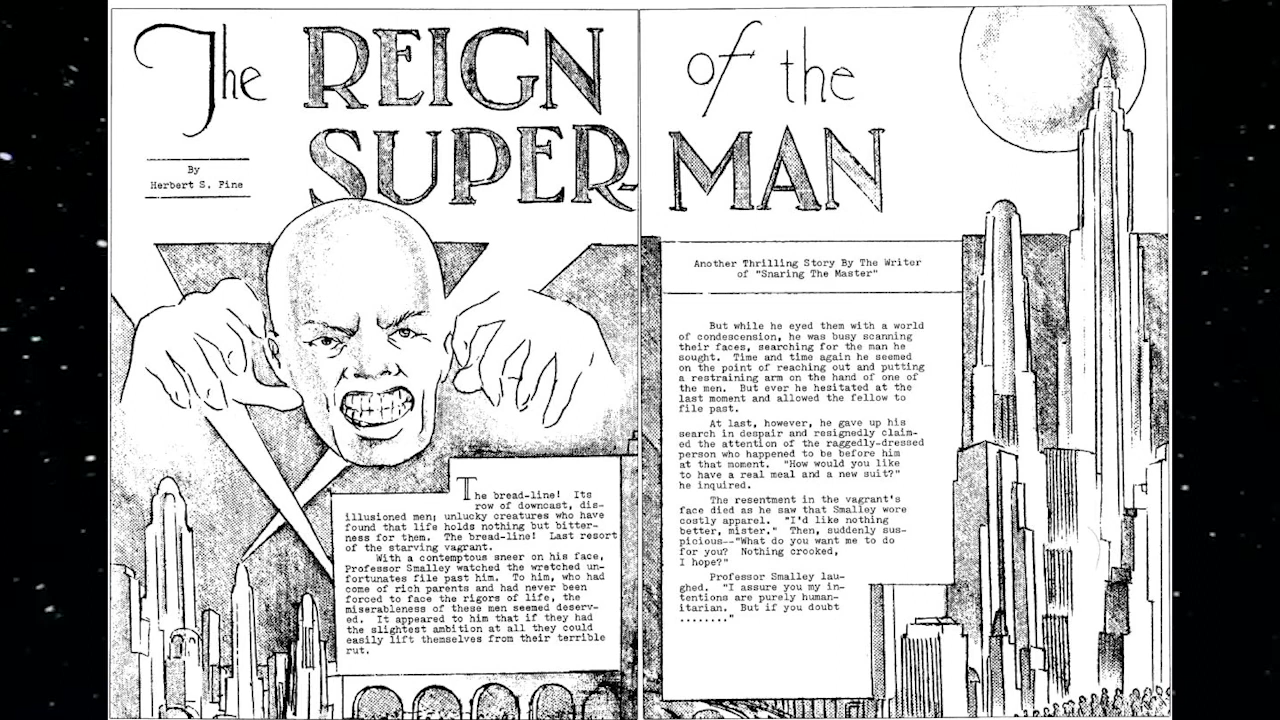 The REIGN of the
SUPER-MAN
By
Herbert S. Fine
The bread-line! Its
row of downcast, dis-
illusioned men; unlucky creatures who have
found that life holds nothing but bitter-
ness for them. The bread-line! Last resort
of the starving vagrant.
With a contemptous sneer on his face,
Professor Smalley watched the wretched un-
fortunates file past him. To him, who had
come of rich parents and had never been
forced to face the rigors of life, the
miserableness of these men seemed deserv-
ed. It appeared to him that if they had
the slightest ambition at all they could
easily lift themselves from their terrible
rut.
Another Thrilling Story By The Writer
of "Snaring The Master"
But while he eyed them with a world
of condescension, he was busy scanning
their faces, searching for the man he
sought. Time and time again he seemed
on the point of reaching out and putting
a restraining arm on the hand of one of
the men. But ever he hesitated at the
last moment and allowed the fellow to
file past.
At last, however, he gave up his
search in despair and resignedly claim-
ed the attention of the raggedly-dressed
person who happened to be before him
at that moment. "How would you like
to have a real meal and a new suit?"
he inquired.
The resentment in the vagrant's
face died as he saw that Smalley wore
costly apparel. "I'd like nothing
better, mister." Then, suddenly sus-
picious--"What do you want me to do
for you? Nothing crooked,
I hope?"
Professor Smalley lau-
ghed. "I assure you my in-
tentions are purely human-
itarian. But if you doubt
........"